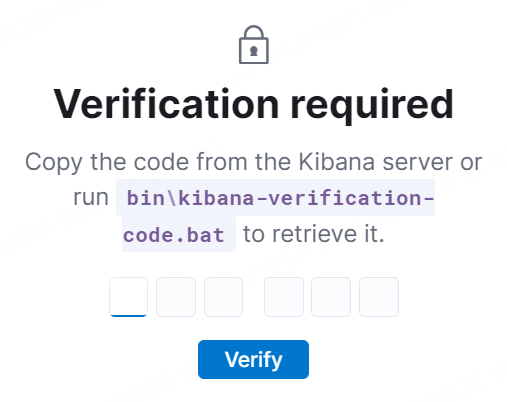 Verification required
Copy the code from the Kibana server or
run bin\kibana-verification-
code.bat to retrieve it.
Verify